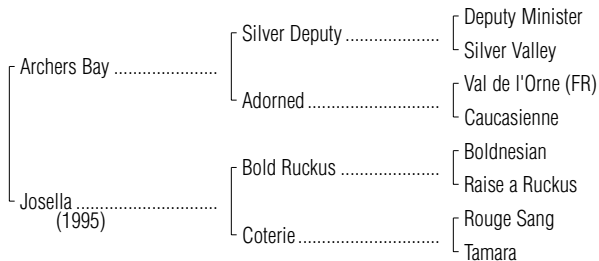 Deputy Minister
Silver Deputy ....................
Silver Valley
Archers Bay ......................
Val de l'Orne (FR)
Adorned ............................
Caucasienne
Boldnesian
Bold Ruckus .....................
Raise a Ruckus
Josella ..............................
(1995)
Rouge Sang
Coterie..............................
Tamara